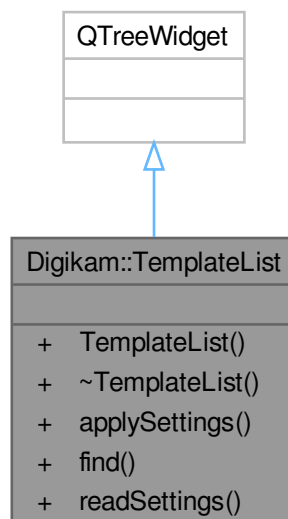 QTreeWidget
Digikam::TemplateList
+ TemplateList()
+ ~TemplateList()
+ applySettings()
+ find()
+ readSettings()